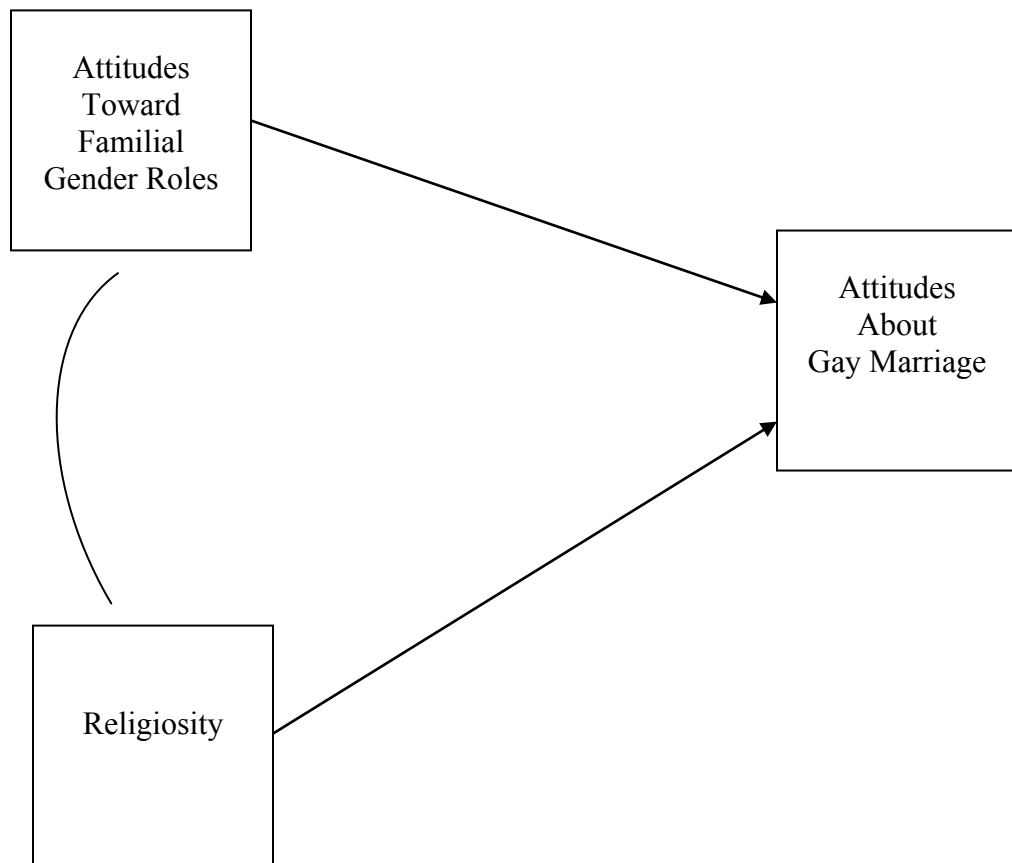 Attitudes
Toward
Familial
Gender Roles
Attitudes
About
Gay Marriage
Religiosity